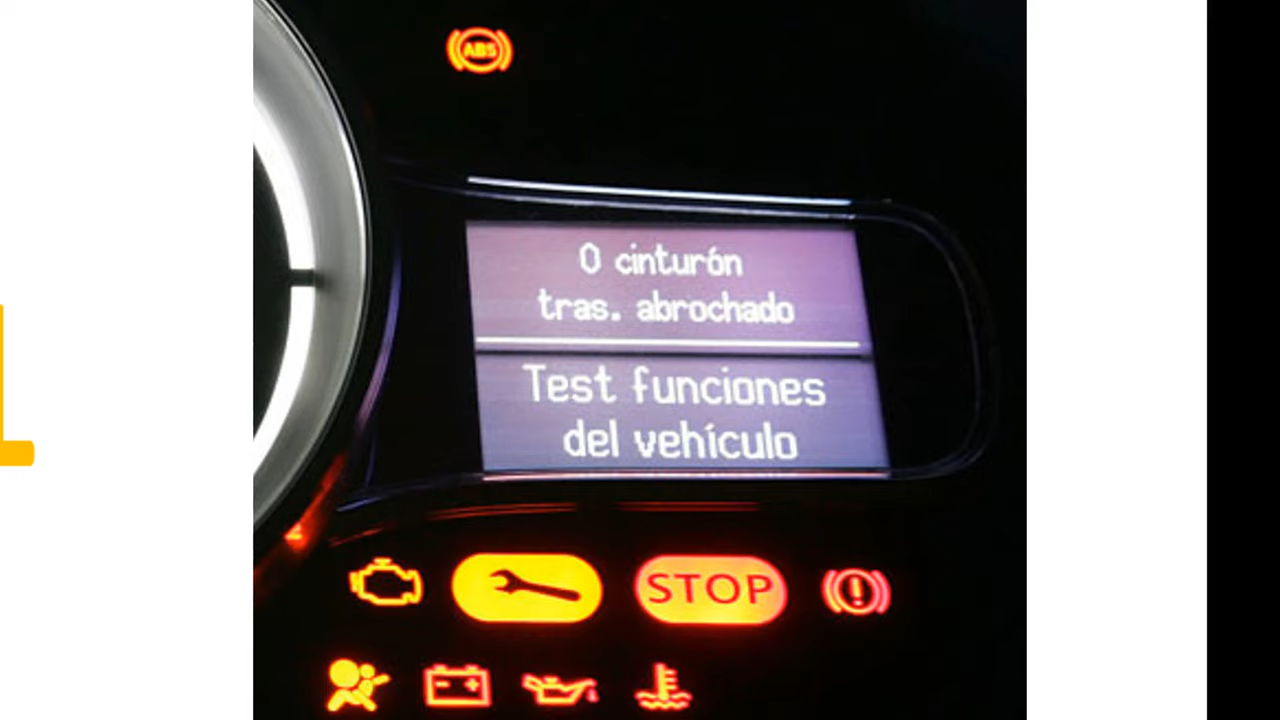 ABS
0 cinturón
tras. abrochado
Test funciones
del vehículo
STOP